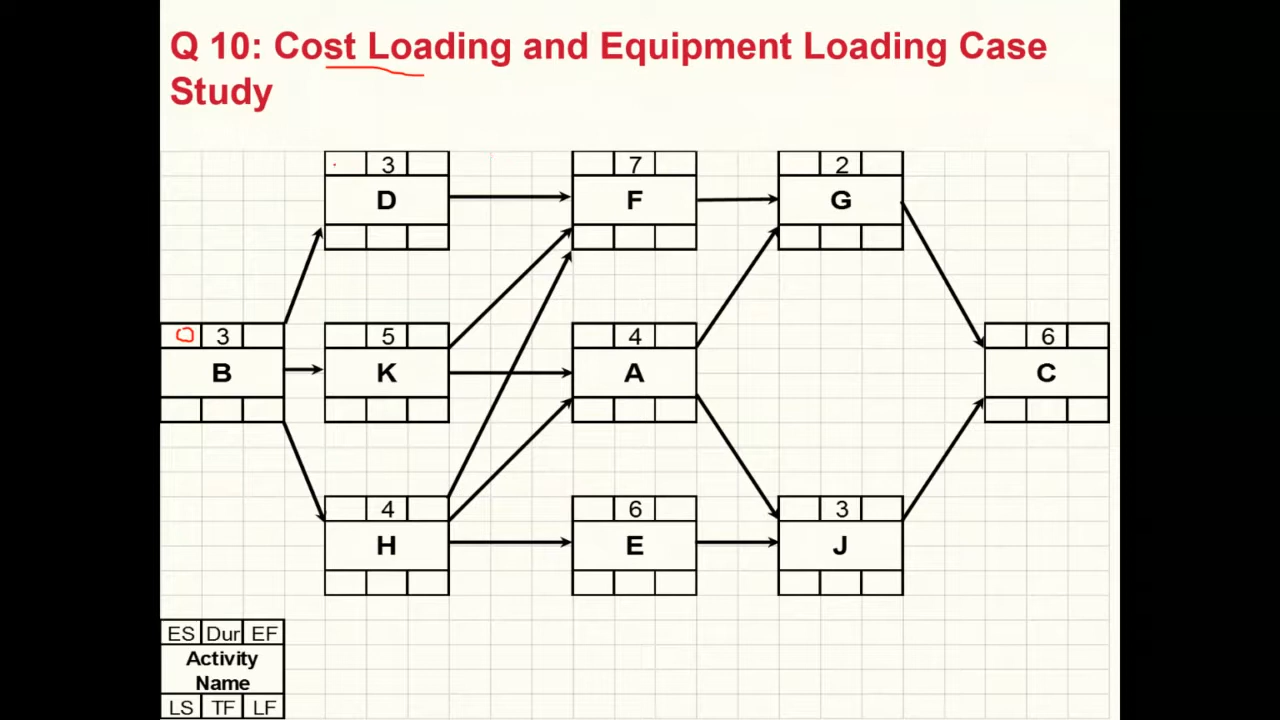 Q 10: Cost Loading and Equipment Loading Case
Study
3
D
7
F
2
G
0 3
B
5
K
4
A
6
C
4
H
6
E
3
J
ES Dur EF
Activity
Name
LS TF LF